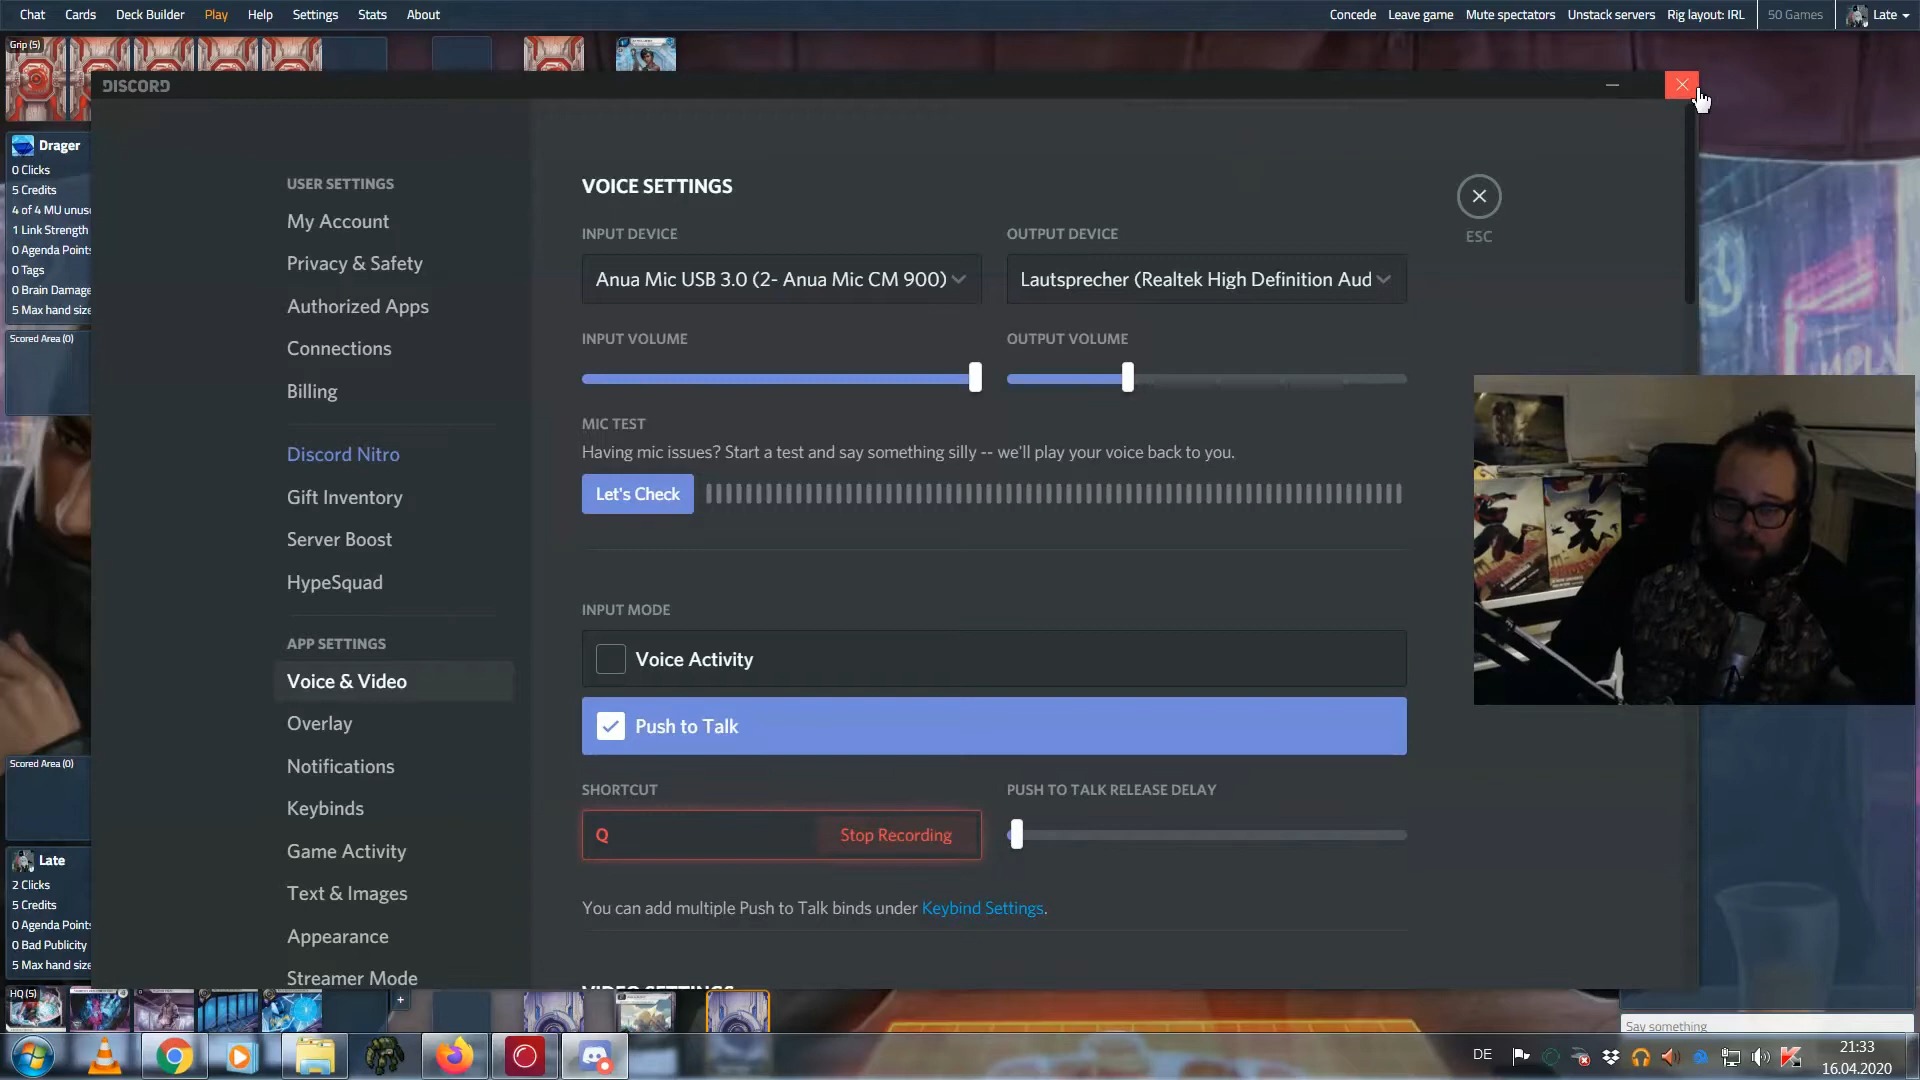 Chat Cards Deck Builder Play Help Settings Stats About
Concede Leave game Mute spectators Unstack servers Rig layout: IRL 50 Games Late
Grip (5)
DISCORD
Drager
0 Clicks
5 Credits
4 of 4 MU unus
1 Link Strength
0 Agenda Points
0 Tags
0 Brain Damage
5 Max hand size
Scored Area (0)
USER SETTINGS
My Account
Privacy & Safety
Authorized Apps
Connections
Billing
Discord Nitro
Gift Inventory
Server Boost
HypeSquad
APP SETTINGS
Voice & Video
Overlay
Notifications
Keybinds
Game Activity
Text & Images
Appearance
Streamer Mode
VOICE SETTINGS
ESC
INPUT DEVICE
Anua Mic USB 3.0 (2- Anua Mic CM 900)
OUTPUT DEVICE
Lautsprecher (Realtek High Definition Aud
INPUT VOLUME
OUTPUT VOLUME
MIC TEST
Having mic issues? Start a test and say something silly -- we'll play your voice back to you.
Let's Check
INPUT MODE
Voice Activity
Push to Talk
SHORTCUT
Q Stop Recording
PUSH TO TALK RELEASE DELAY
You can add multiple Push to Talk binds under Keybind Settings.
VIDEO SETTINGS
Scored Area (0)
Late
2 Clicks
5 Credits
0 Agenda Points
0 Bad Publicity
5 Max hand size
HQ (5)
+
Say something
DE
21:33
16.04.2020